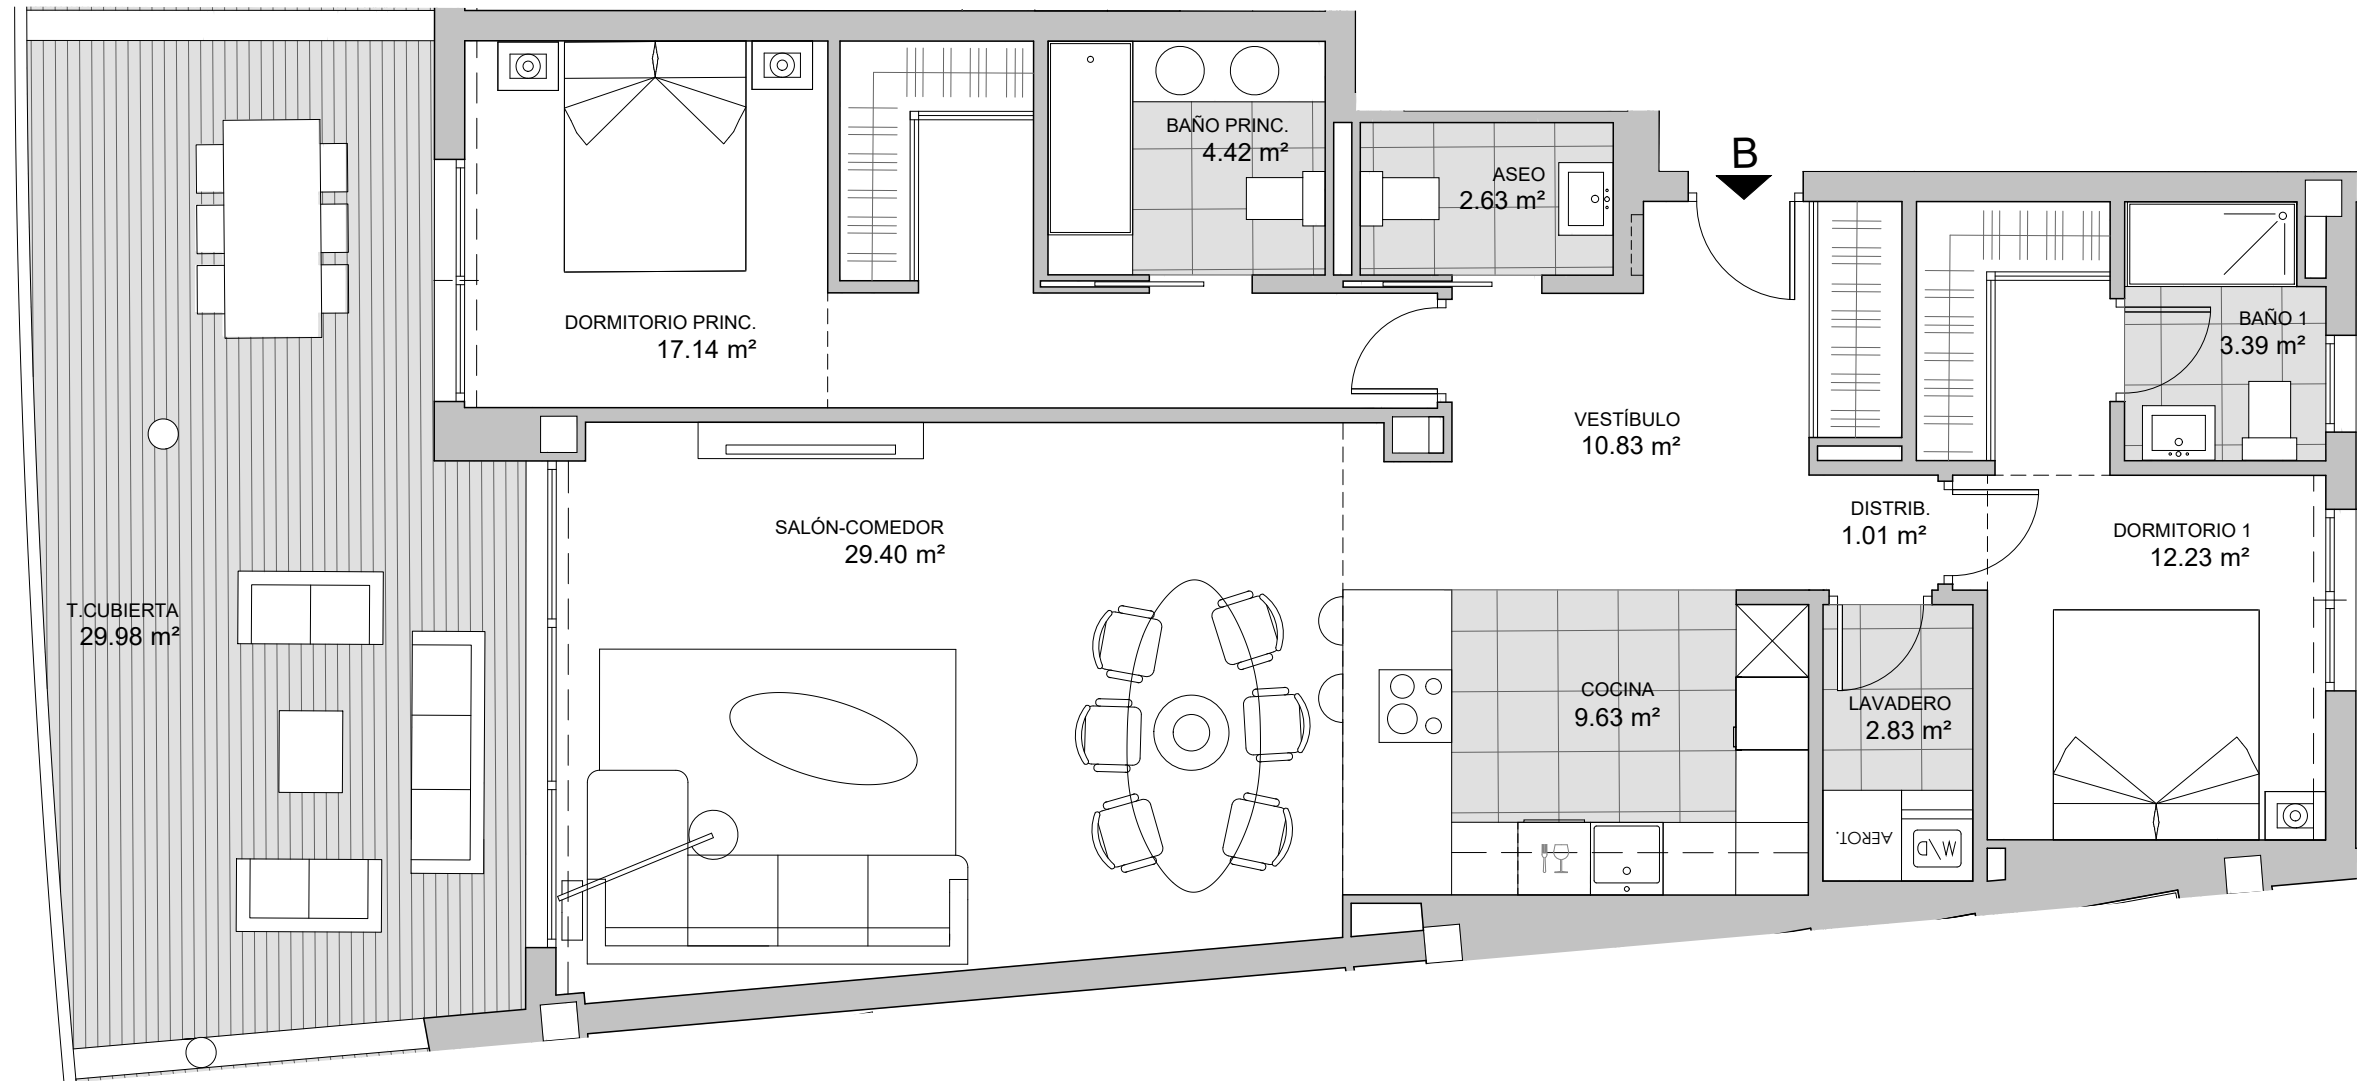 B
BAÑO PRINC.
4.42 m²
ASEO
2.63 m²
DORMITORIO PRINC.
17.14 m²
BAÑO 1
3.39 m²
VESTÍBULO
10.83 m²
SALÓN-COMEDOR
29.40 m²
DISTRIB.
1.01 m²
DORMITORIO 1
12.23 m²
T.CUBIERTA
29.98 m²
COCINA
9.63 m²
LAVADERO
2.83 m²
AEROT.
W/D